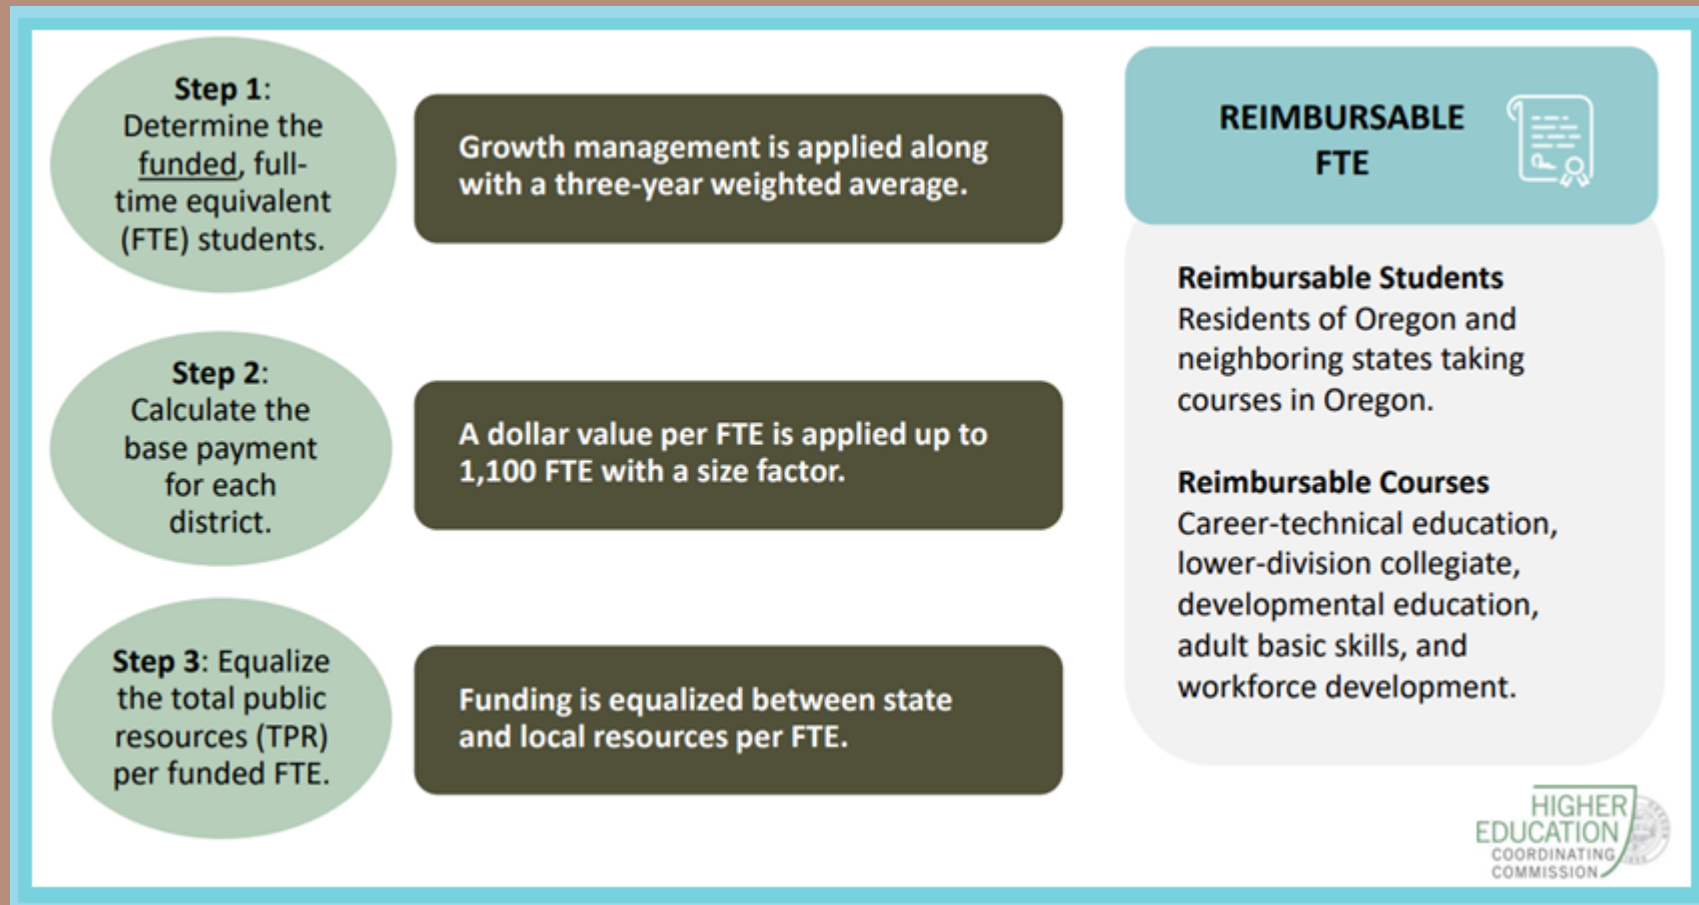 Step 1:
Determine the
funded, full-
time equivalent
(FTE) students.
Growth management is applied along
with a three-year weighted average.
Step 2:
Calculate the
base payment
for each
district.
A dollar value per FTE is applied up to
1,100 FTE with a size factor.
Step 3: Equalize
the total public
resources (TPR)
per funded FTE.
Funding is equalized between state
and local resources per FTE.
REIMBURSABLE
FTE
Reimbursable Students
Residents of Oregon and
neighboring states taking
courses in Oregon.
Reimbursable Courses
Career-technical education,
lower-division collegiate,
developmental education,
adult basic skills, and
workforce development.
HIGHER
EDUCATION
COORDINATING
COMMISSION